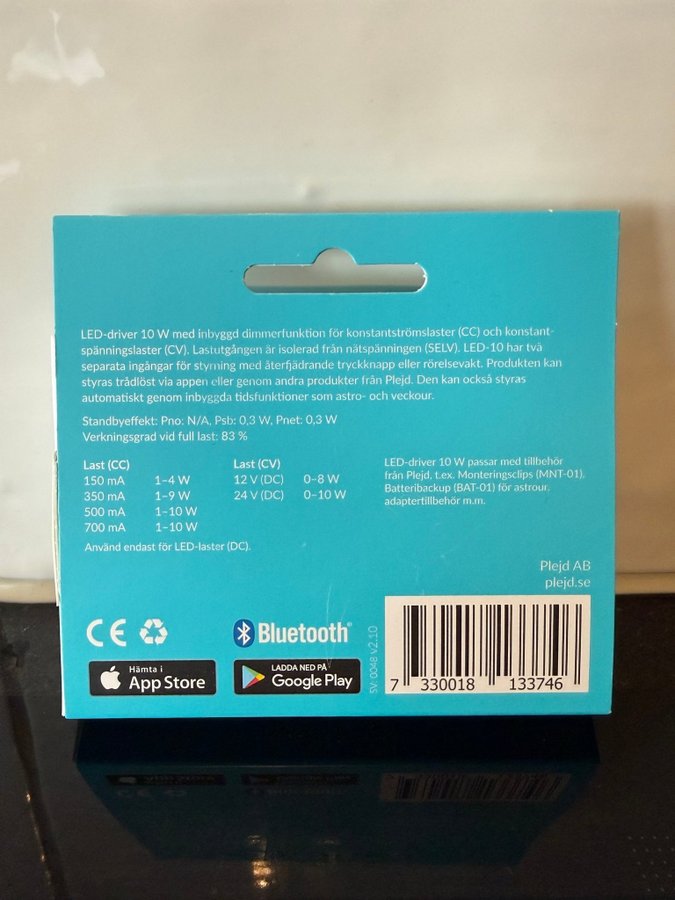 LED-driver 10 W med inbyggd dimmerfunktion för konstantströmslaster (CC) och konstant-
spänningslaster (CV). Lastutgången är isolerad från nätspänningen (SELV). LED-10 har två
separata ingångar för styrning med återfjädrande tryckknapp eller rörelsevakt. Produkten kan
styras trådlöst via appen eller genom andra produkter från Plejd. Den kan också styras
automatiskt genom inbyggda tidsfunktioner som astro- och veckour.
Standbyeffekt: Pno: N/A, Psb: 0,3 W, Pnet: 0,3 W
Verkningsgrad vid full last: 83 %
Last (CC)
150 mA 1–4 W
350 mA 1–9 W
500 mA 1–10 W
700 mA 1–10 W
Last (CV)
12 V (DC) 0–8 W
24 V (DC) 0–10 W
Använd endast för LED-laster (DC).
LED-driver 10 W passar med tillbehör
från Plejd, t.ex. Monteringsclips (MNT-01),
Batteribackup (BAT-01) för astrour,
adaptertillbehör m.m.
Plejd AB
plejd.se
CE
Bluetooth®
Hämta i
App Store
LADDA NED PÅ
Google Play
SV: 0048 v2.10
7 330018 133746